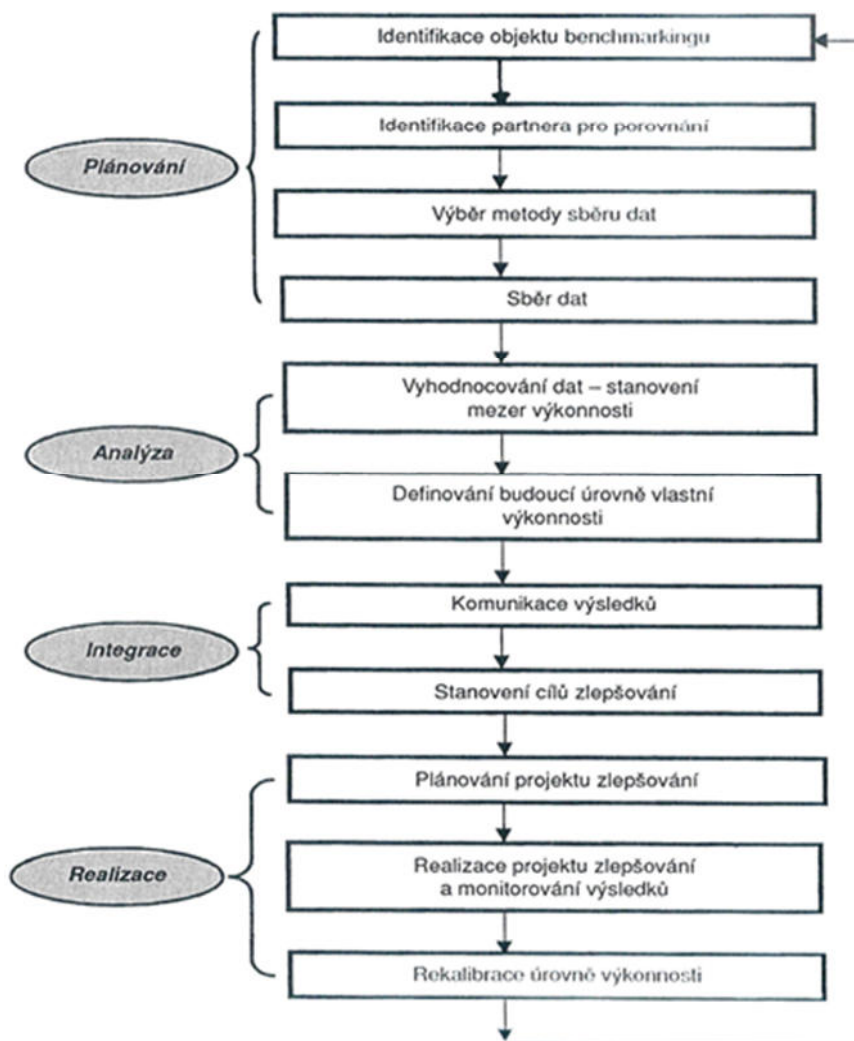 Identifikace objektu benchmarkingu
Identifikace partnera pro porovnání
Plánování
Výběr metody sběru dat
Sběr dat
Vyhodnocování dat – stanovení
mezer výkonnosti
Analýza
Definování budoucí úrovně vlastní
výkonnosti
Komunikace výsledků
Integrace
Stanovení cílů zlepšování
Plánování projektu zlepšování
Realizace projektu zlepšování
a monitorování výsledků
Realizace
Rekalibrace úrovně výkonnosti